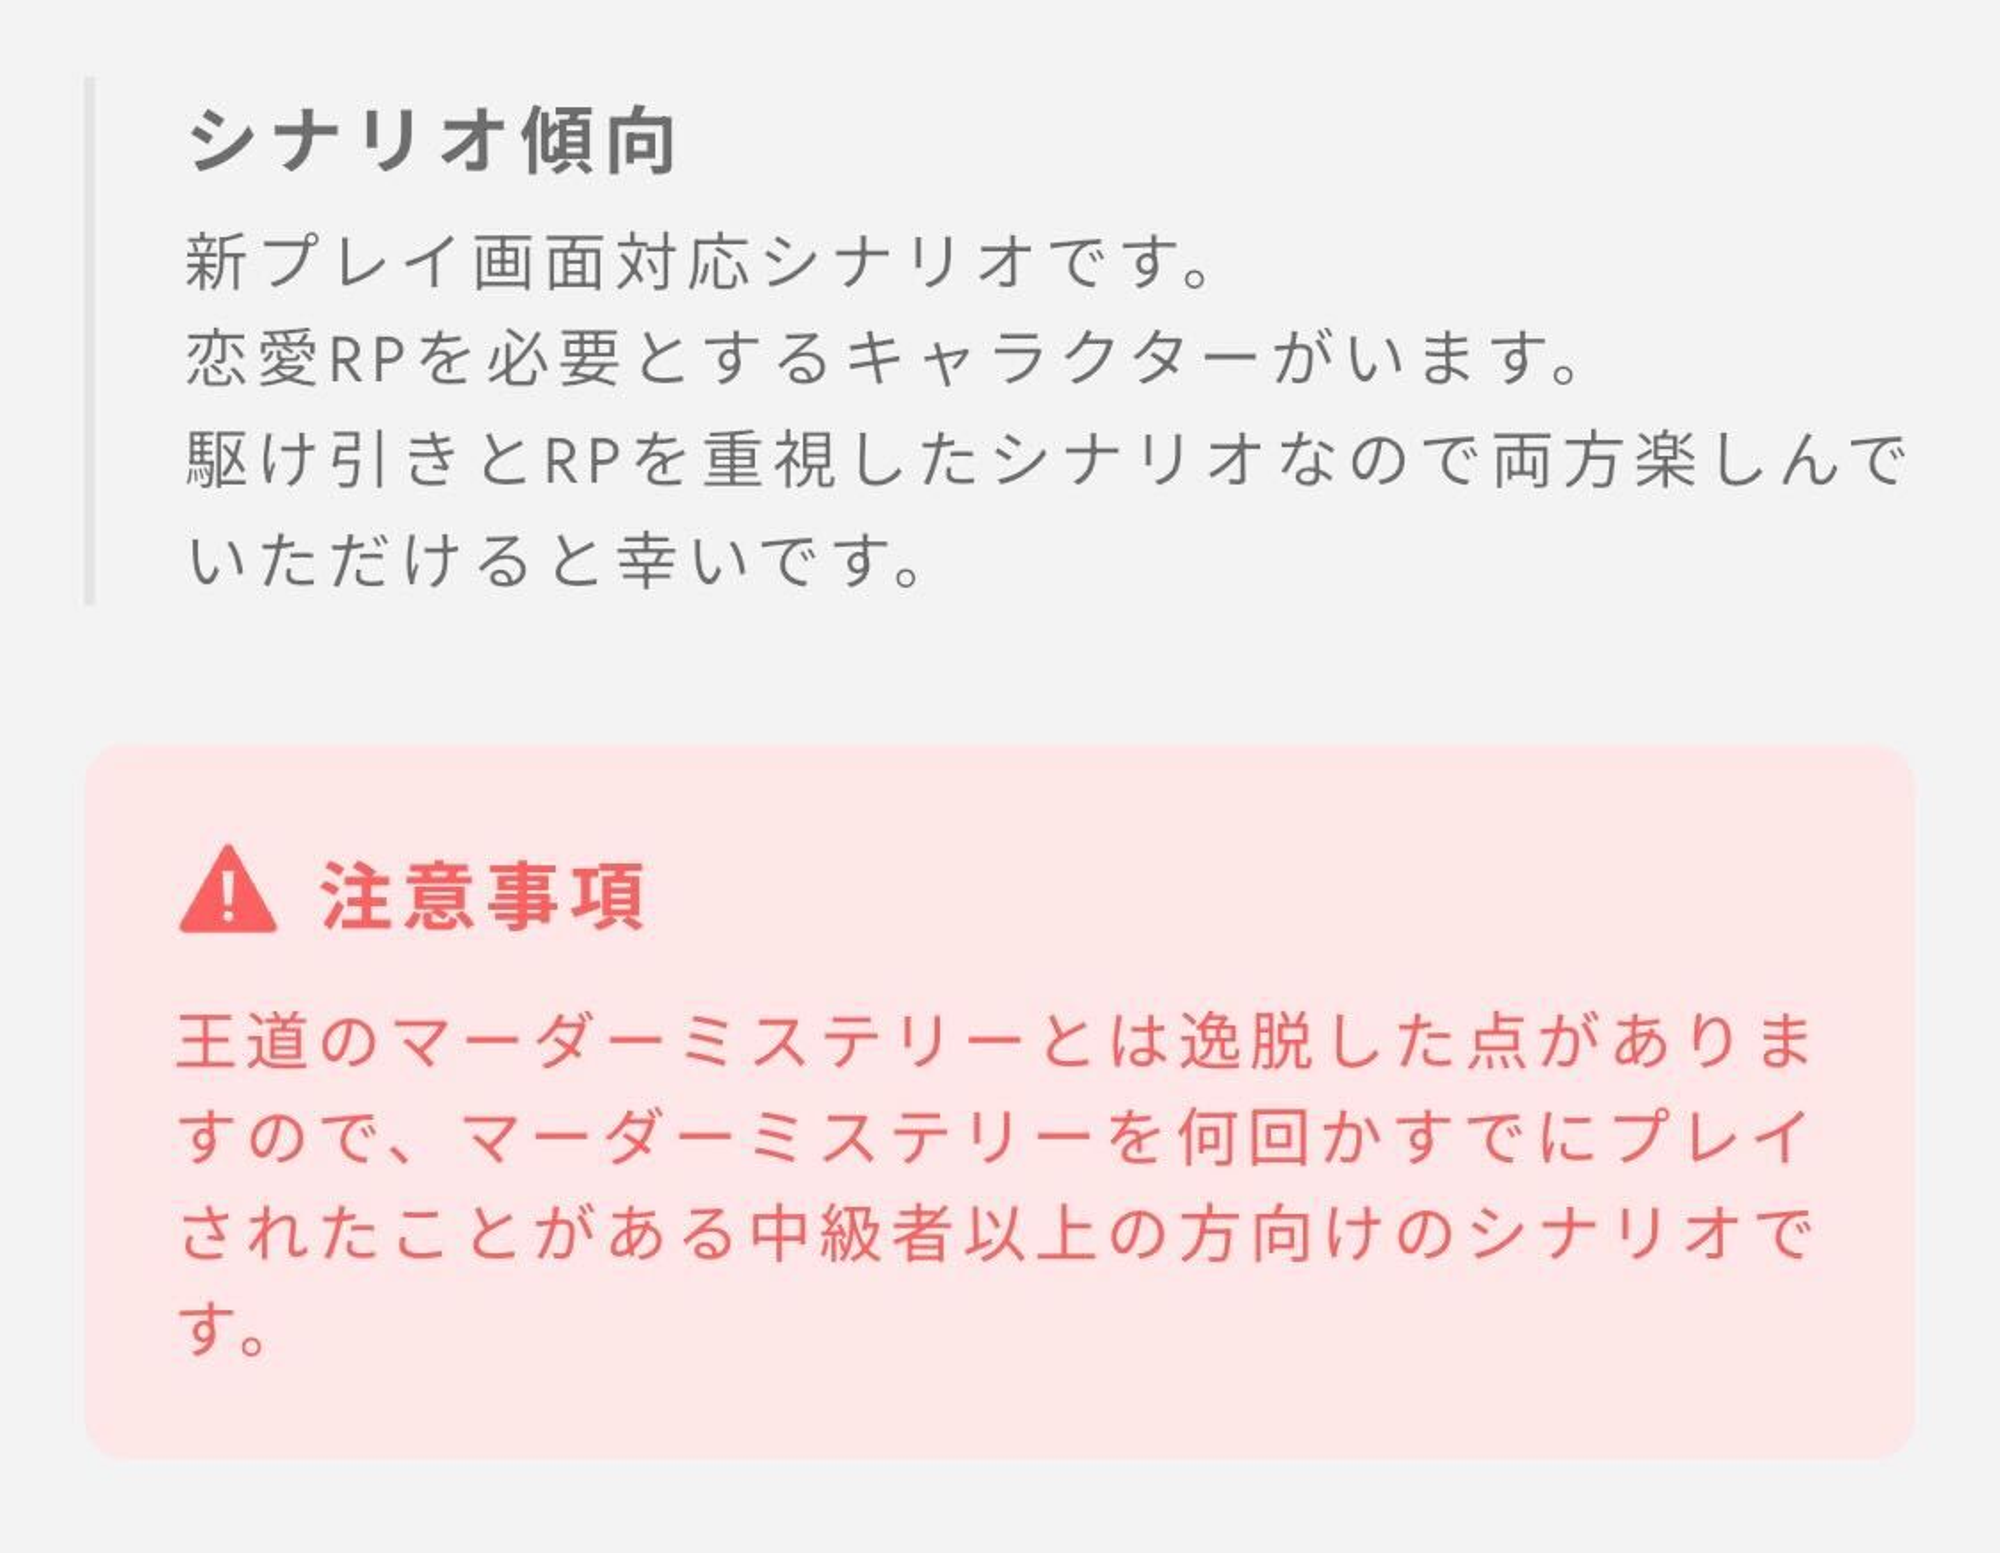 シナリオ傾向
新プレイ画面対応シナリオです。
恋愛RPを必要とするキャラクターがいます。
駆け引きとRPを重視したシナリオなので両方楽しんで
いただけると幸いです。
注意事項
王道のマーダーミステリーとは逸脱した点がありま
すので、マーダーミステリーを何回かすでにプレイ
されたことがある中級者以上の方向けのシナリオで
す。